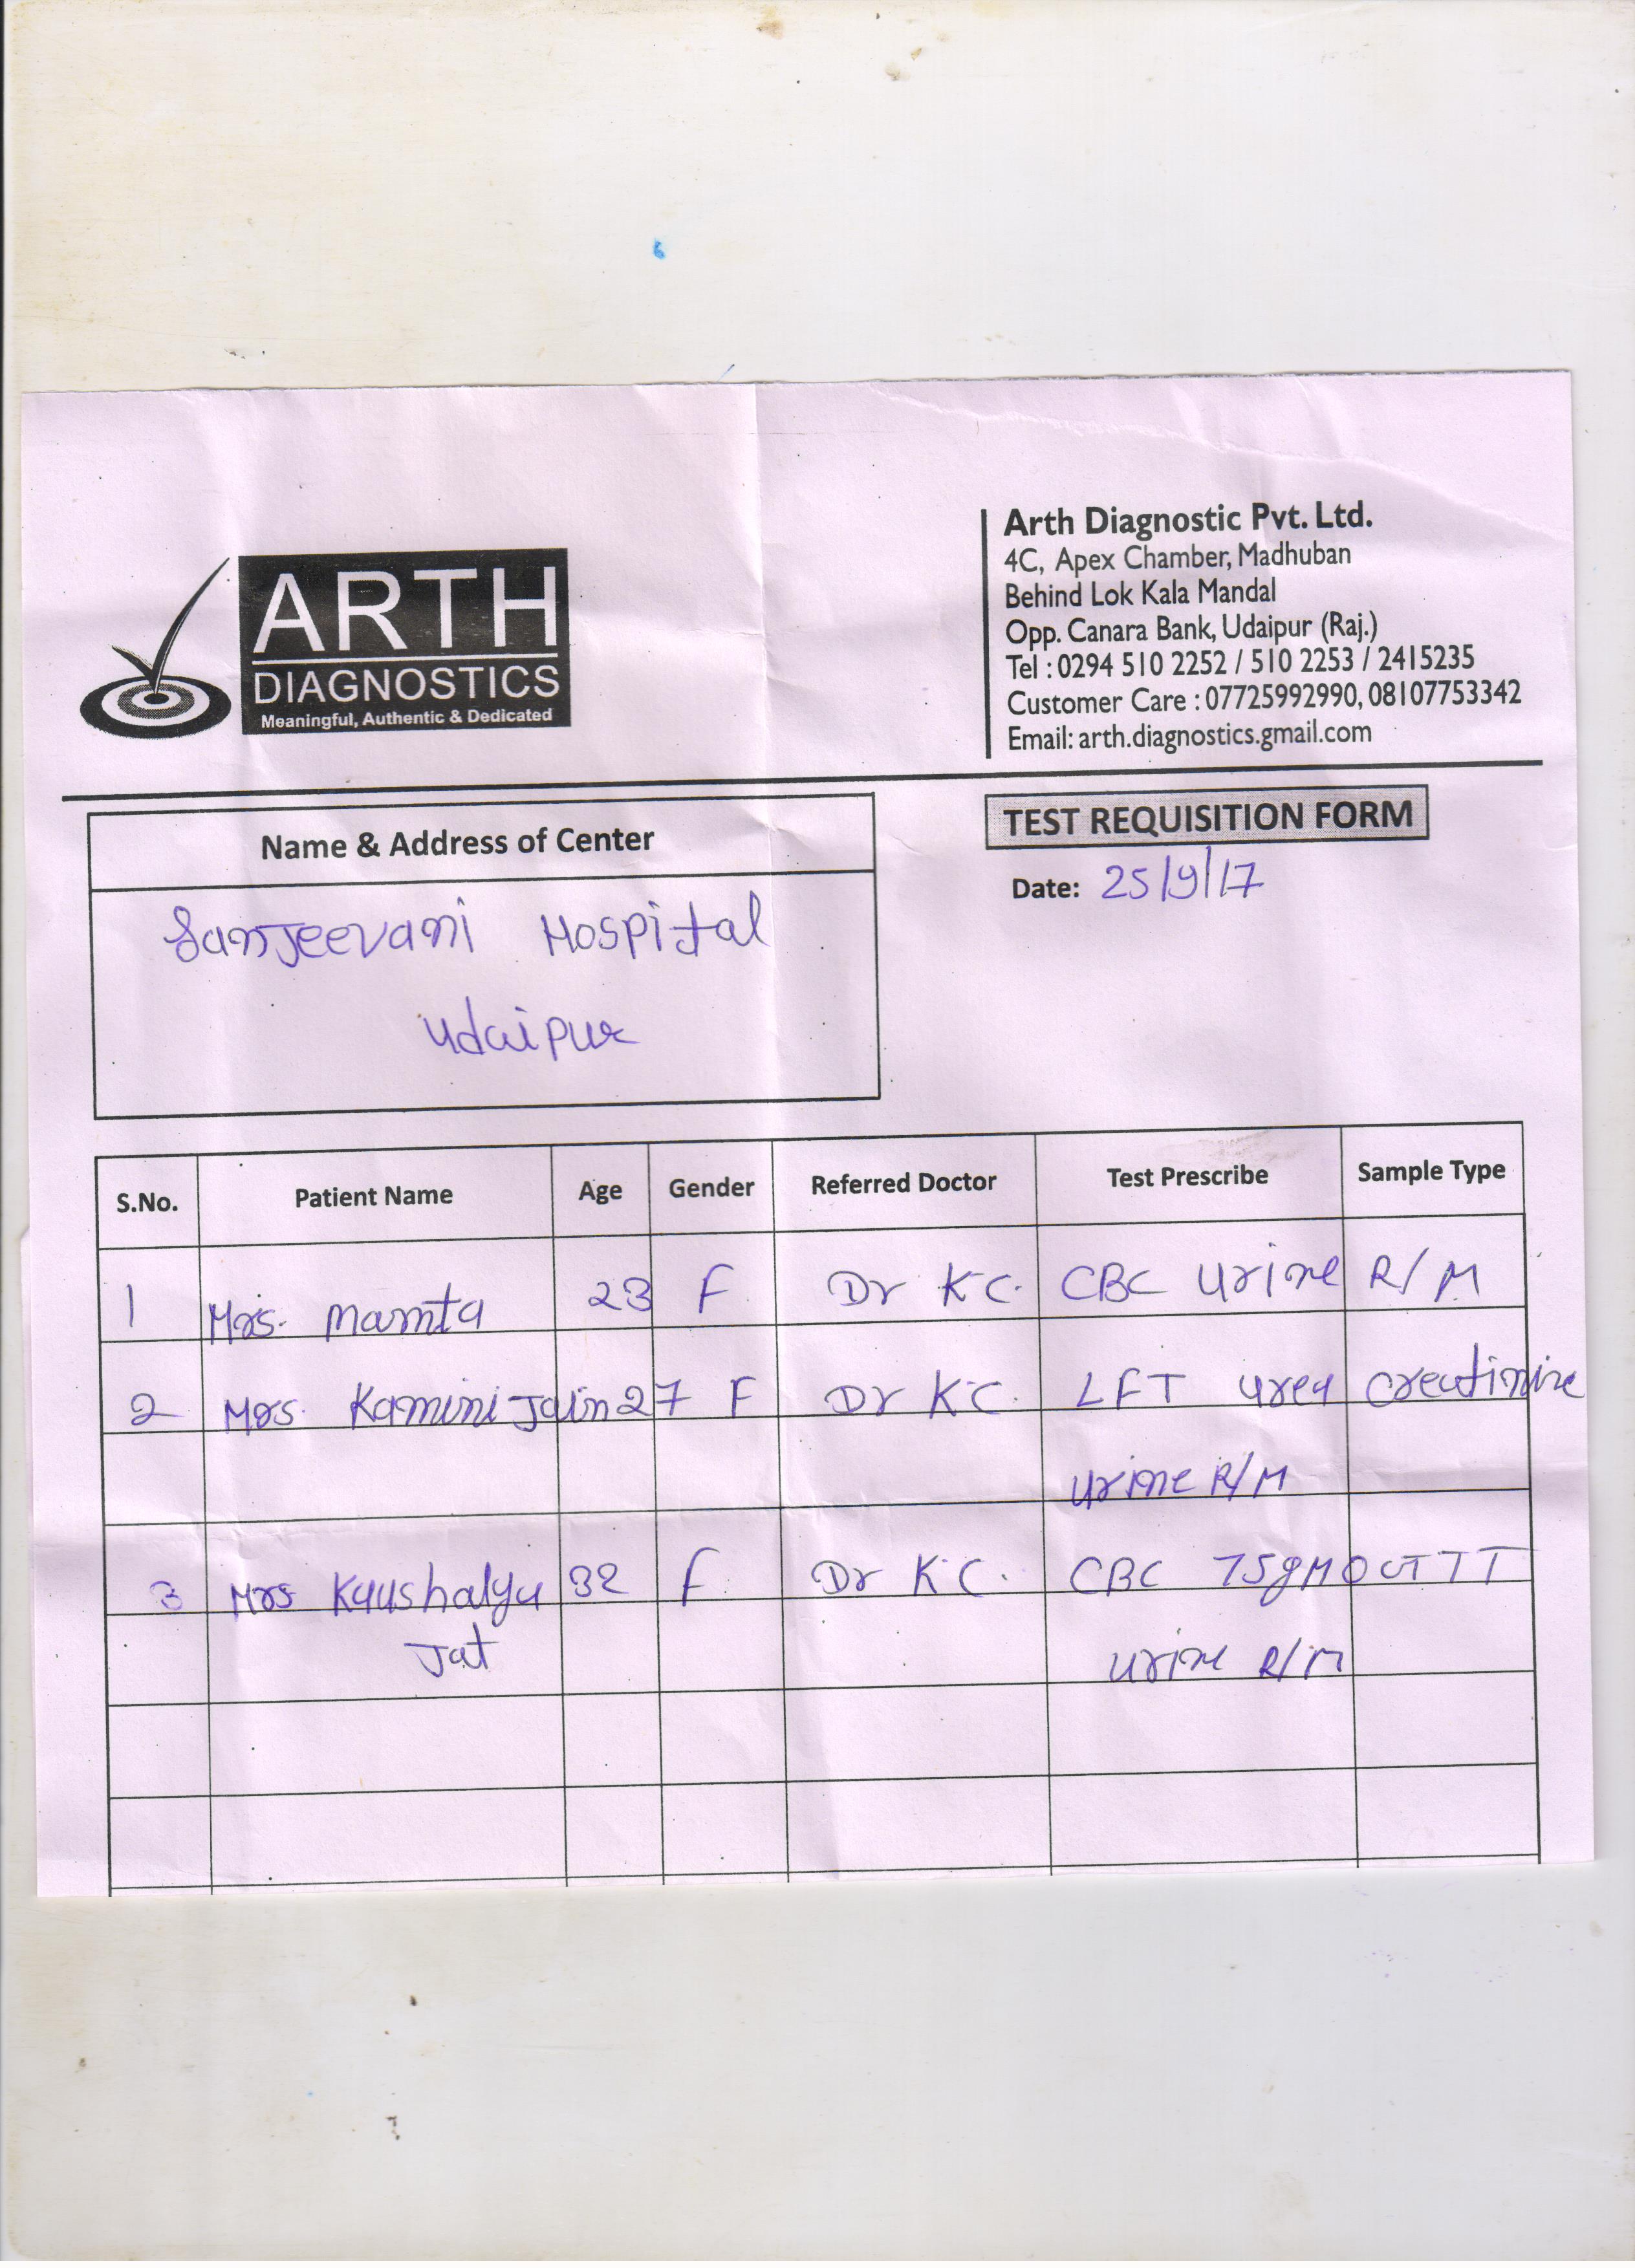 ARTH
DIAGNOSTICS
Meaningful, Authentic & Dedicated
Arth Diagnostic Pvt. Ltd.
4C, Apex Chamber, Madhuban
Behind Lok Kala Mandal
Opp. Canara Bank, Udaipur (Raj.)
Tel : 0294 510 2252 / 510 2253 / 2415235
Customer Care : 07725992990, 08107753342
Email: arth.diagnostics.gmail.com
Name & Address of Center
Sanjeevani Hospital
Udaipur
TEST REQUISITION FORM
Date: 25/9/17
S.No. Patient Name Age Gender Referred Doctor Test Prescribe Sample Type
1 Mrs. Mamta 23 F Dr KC. CBC Urine R/M
2 Mrs. Kamini Jain 27 F Dr KC. LFT Urea Creatinine
Urine R/M
3 Mrs Kaushalya 32 F Dr KC. CBC 75gm OGTTT
Jat Urine R/M